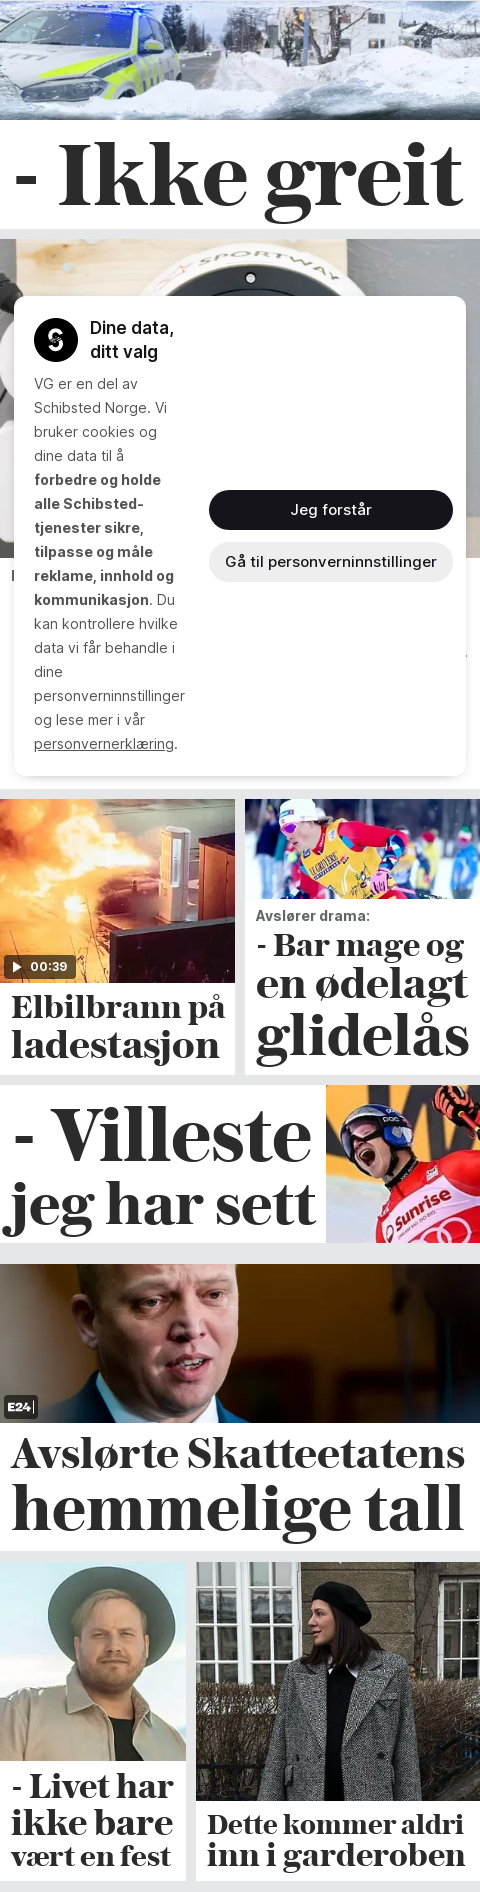 - Ikke greit
SPORTWAY
Dine data,
ditt valg
VG er en del av
Schibsted Norge. Vi
bruker cookies og
dine data til å
forbedre og holde
alle Schibsted-
tjenester sikre,
tilpasse og måle
reklame, innhold og
kommunikasjon. Du
kan kontrollere hvilke
data vi får behandle i
dine
personverninnstillinger
og lese mer i vår
personvernerklæring.
Jeg forstår
Gå til personverninnstillinger
00:39
Elbilbrann på
ladestasjon
Avslører drama:
- Bar mage og
en ødelagt
glidelås
- Villeste
jeg har sett
Sunrise
E24
Avslørte Skatteetatens
hemmelige tall
- Livet har
ikke bare
vært en fest
Dette kommer aldri
inn i garderoben